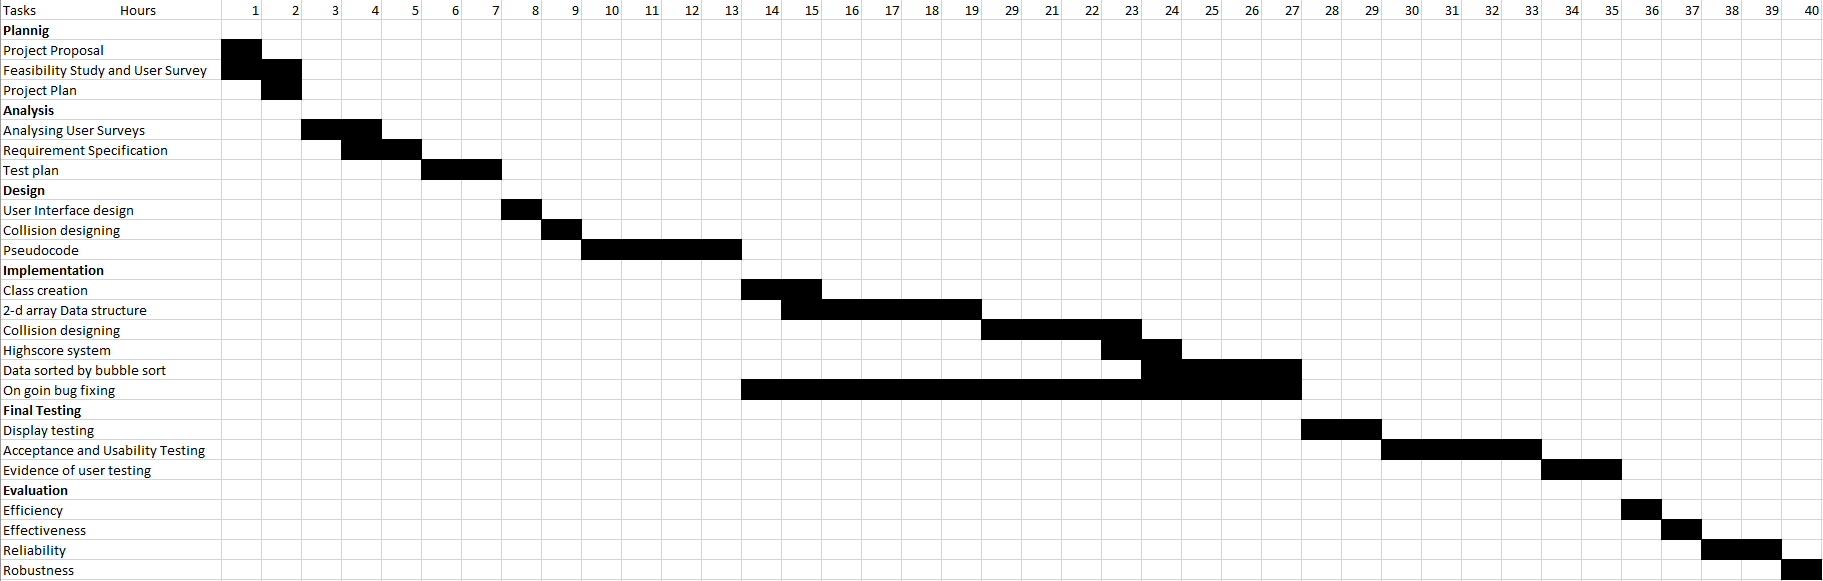 Tasks Hours 1 2 3 4 5 6 7 8 9 10 11 12 13 14 15 16 17 18 19 29 21 22 23 24 25 26 27 28 29 30 31 32 33 34 35 36 37 38 39 40
Plannig
Project Proposal
Feasibility Study and User Survey
Project Plan
Analysis
Analysing User Surveys
Requirement Specification
Test plan
Design
User Interface design
Collision designing
Pseudocode
Implementation
Class creation
2-d array Data structure
Collision designing
Highscore system
Data sorted by bubble sort
On goin bug fixing
Final Testing
Display testing
Acceptance and Usability Testing
Evidence of user testing
Evaluation
Efficiency
Effectiveness
Reliability
Robustness